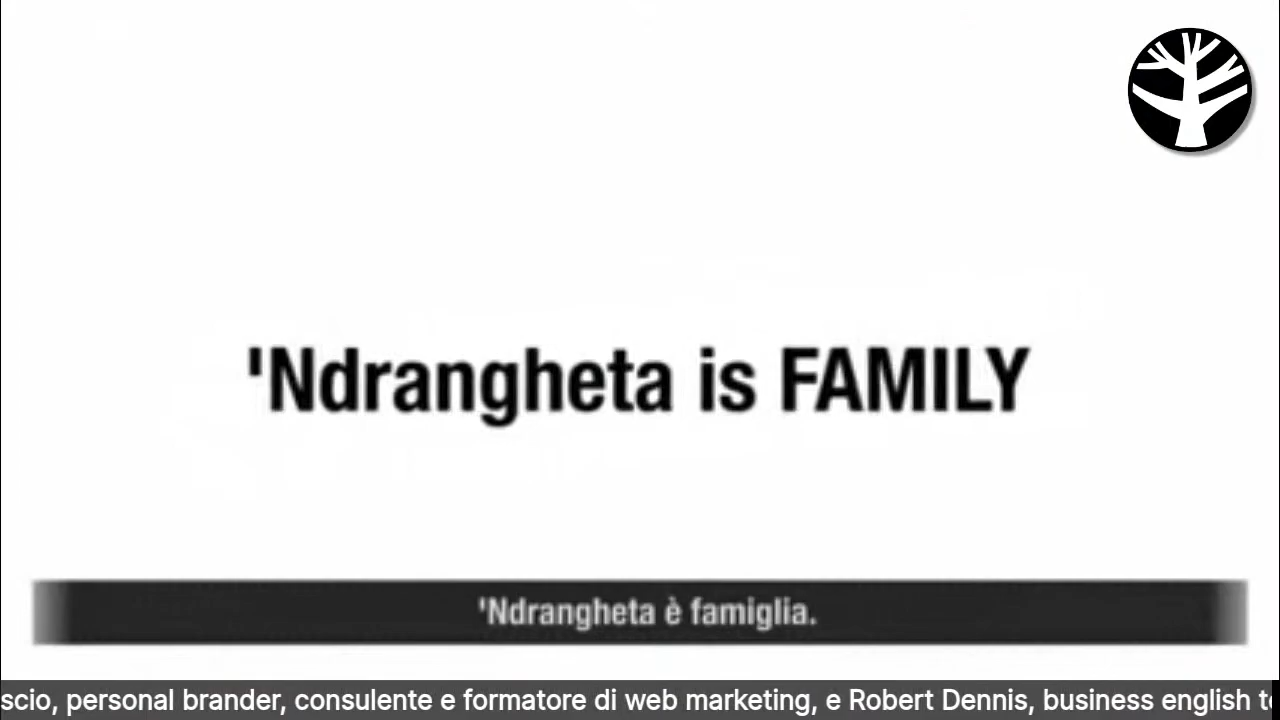 'Ndrangheta is FAMILY
'Ndrangheta è famiglia.
scio, personal brander, consulente e formatore di web marketing, e Robert Dennis, business english